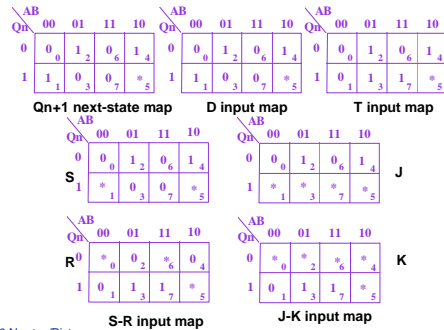 AB AB AB
Qn 00 01 11 10 Qn 00 01 11 10 Qn 00 01 11 10
0 0 0 1 2 0 6 1 4 0 0 1 2 0 6 1 4 0 0 0 1 2 0 6 1 4
1 1 1 0 3 0 7 * 5 1 1 0 3 0 7 * 5 1 0 1 1 3 1 7 * 5
Qn+1 next-state map D input map T input map
AB AB
Qn 00 01 11 10 Qn 00 01 11 10
0 0 0 1 2 0 6 1 4 0 0 0 1 2 0 6 1 4
S J
1 * 1 0 3 0 7 * 5 1 * 1 * 3 * 7 * 5
AB AB
Qn 00 01 11 10 Qn 00 01 11 10
R 0 * 0 0 2 * 6 0 4 0 * 0 * 2 * 6 * 4 K
1 0 1 1 3 1 7 * 5 1 0 1 1 3 1 7 * 5
S-R input map J-K input map